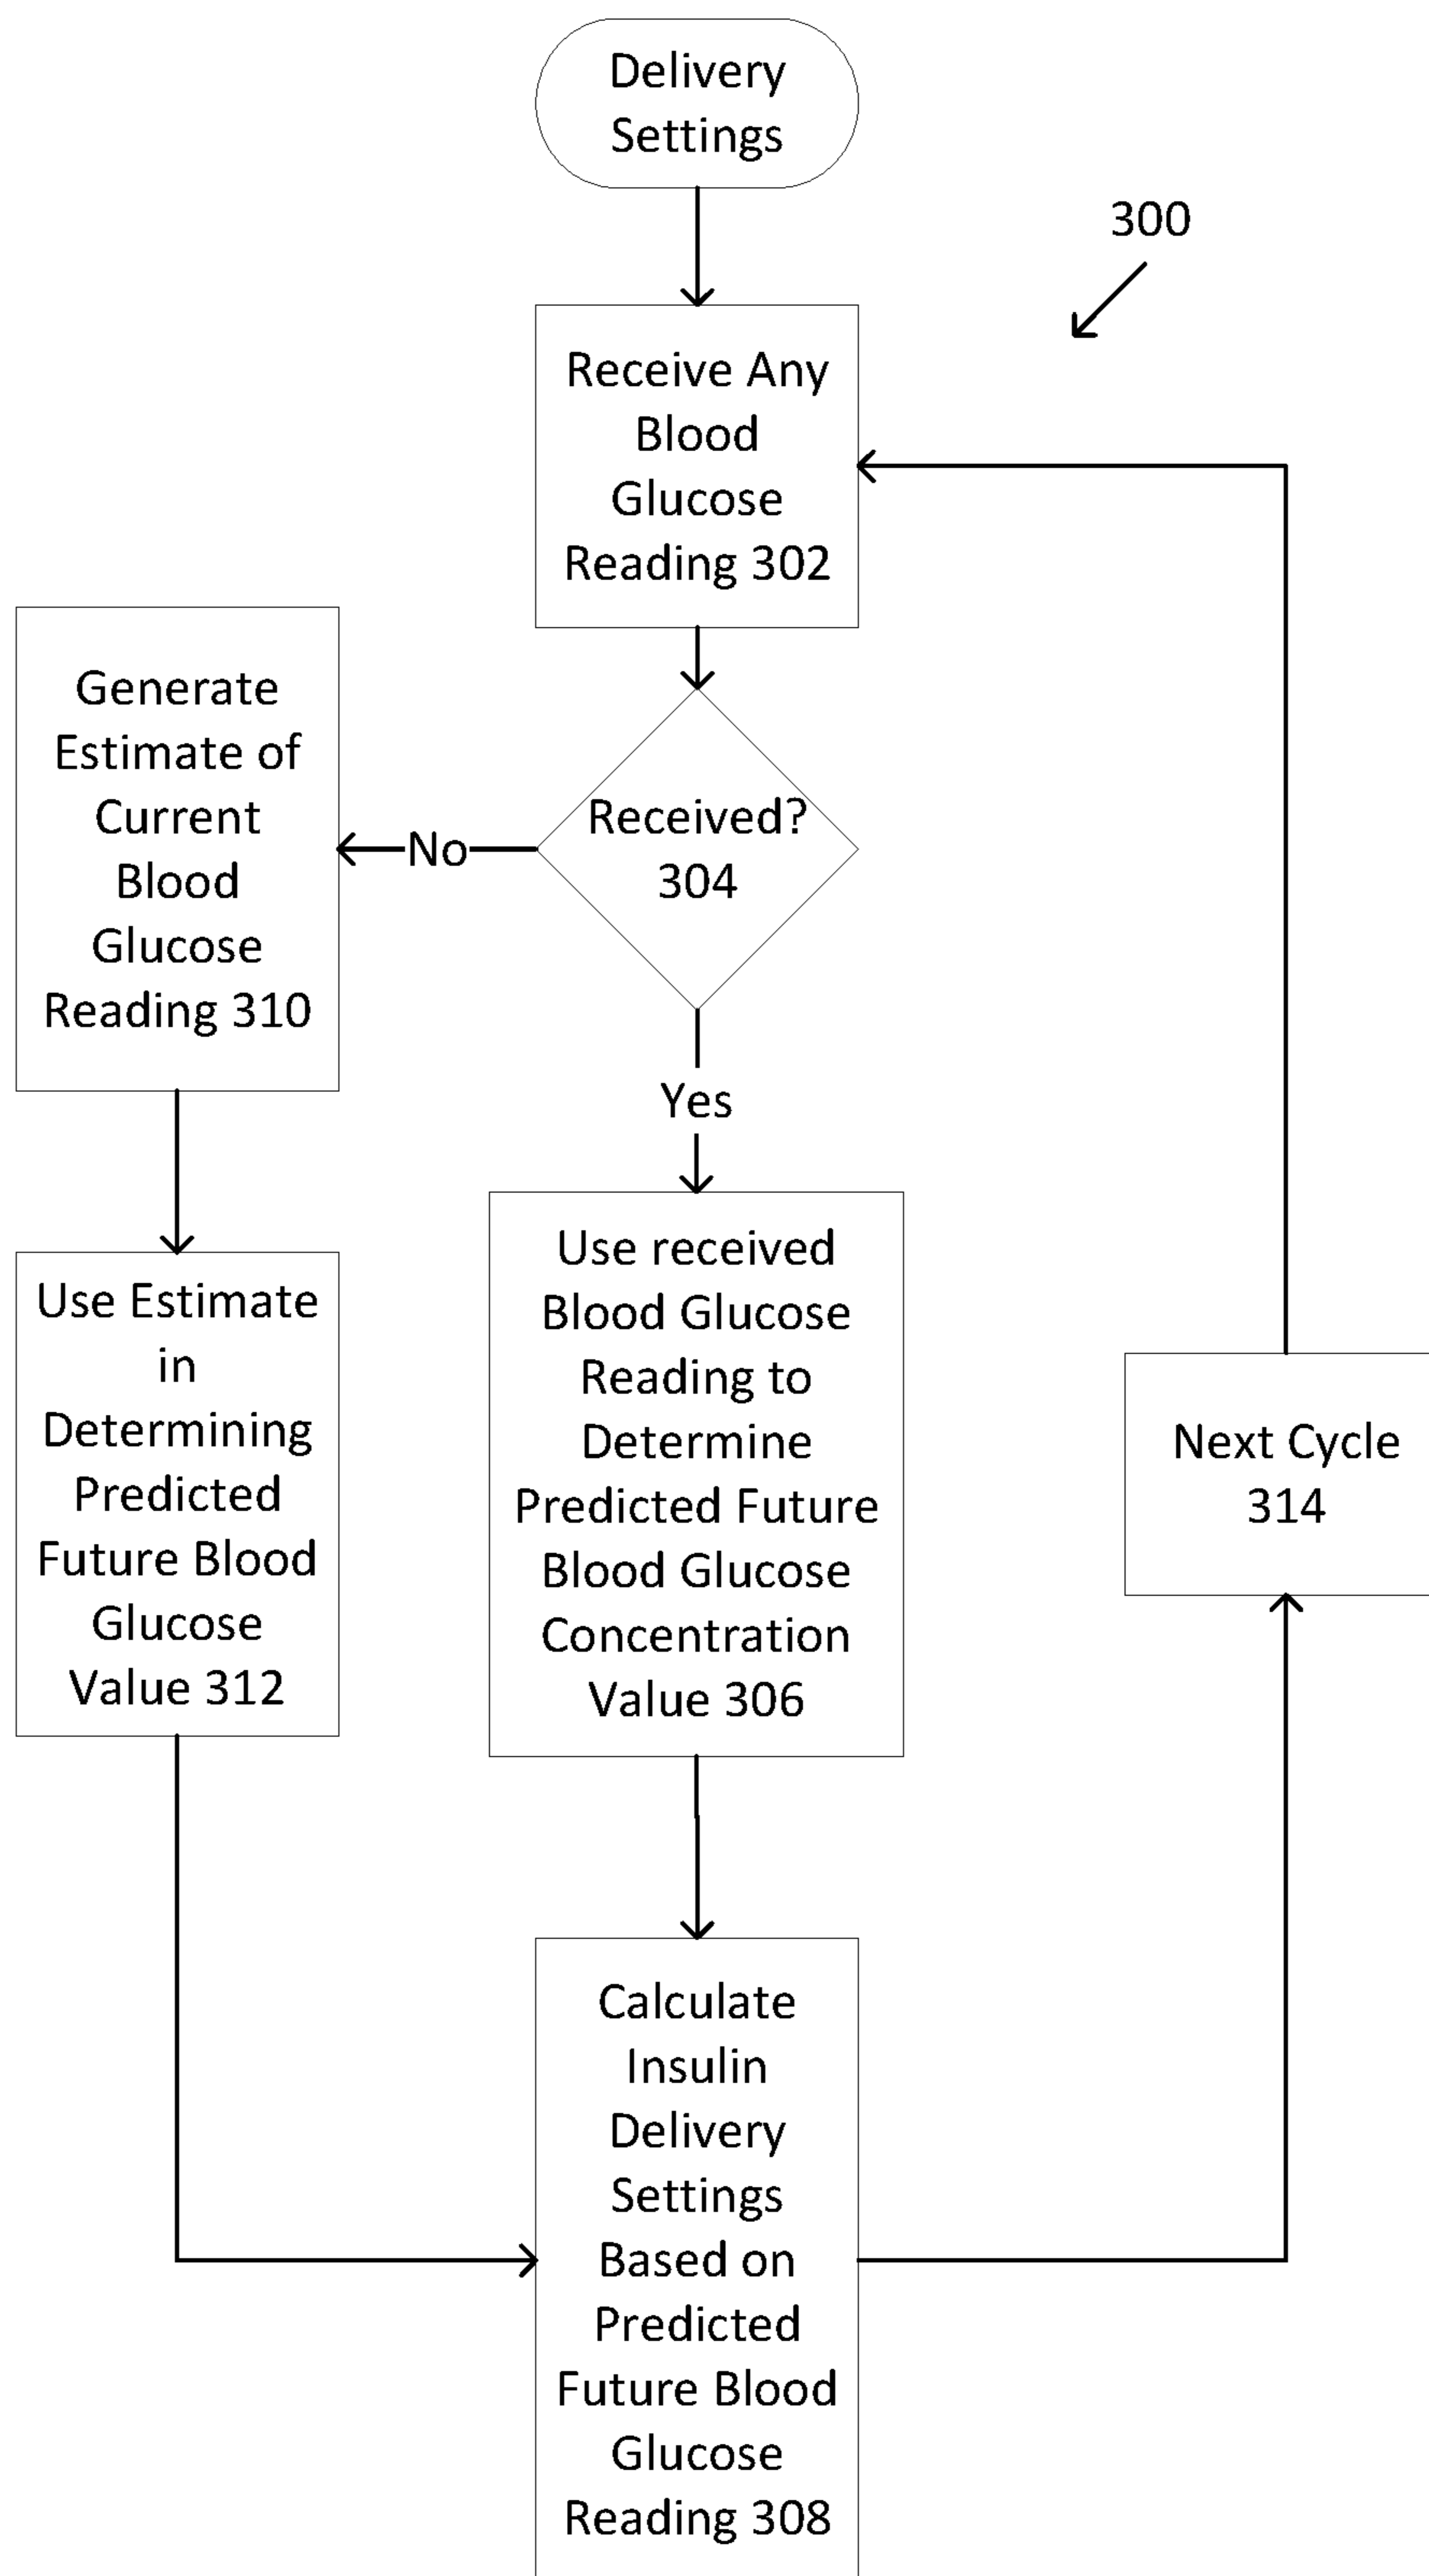 Delivery
Settings
300
Receive Any
Blood
Glucose
Reading 302
Generate
Estimate of
Current
Blood
Glucose
Reading 310
Received?
304
No
Yes
Use Estimate
in
Determining
Predicted
Future Blood
Glucose
Value 312
Use received
Blood Glucose
Reading to
Determine
Predicted Future
Blood Glucose
Concentration
Value 306
Next Cycle
314
Calculate
Insulin
Delivery
Settings
Based on
Predicted
Future Blood
Glucose
Reading 308